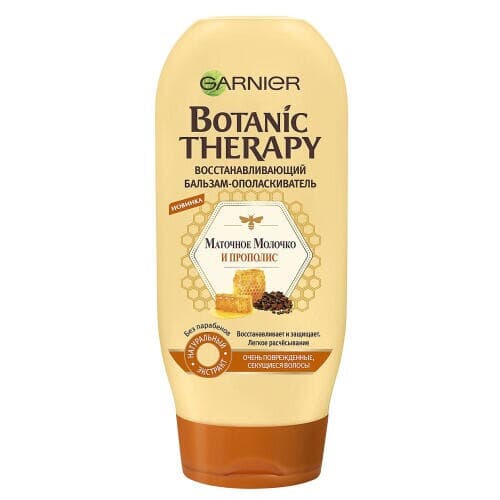 GARNIER
BOTANIC
THERAPY
ВОССТАНАВЛИВАЮЩИЙ
БАЛЬЗАМ-ОПОЛАСКИВАТЕЛЬ
НОВИНКА
Маточное Молочко
и прополис
Без парабенов
НАТУРАЛЬНЫЙ ЭКСТРАКТ
Восстанавливает и защищает.
Легкое расчёсывание
ОЧЕНЬ ПОВРЕЖДЕННЫЕ,
СЕКУЩИЕСЯ ВОЛОСЫ